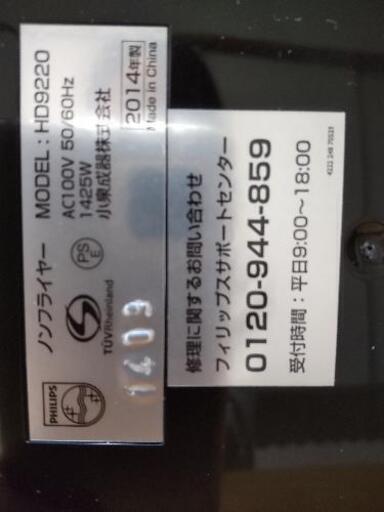 ノンフライヤー MODEL : HD9220
AC100V 50/60Hz
1425W
小泉成器株式会社
2014年製
Made in China
PS
E
S
TÜVRheinland
PHILIPS
1403
修理に関するお問い合わせ
フィリップスサポートセンター
0120-944-859
受付時間：平日9:00〜18:00